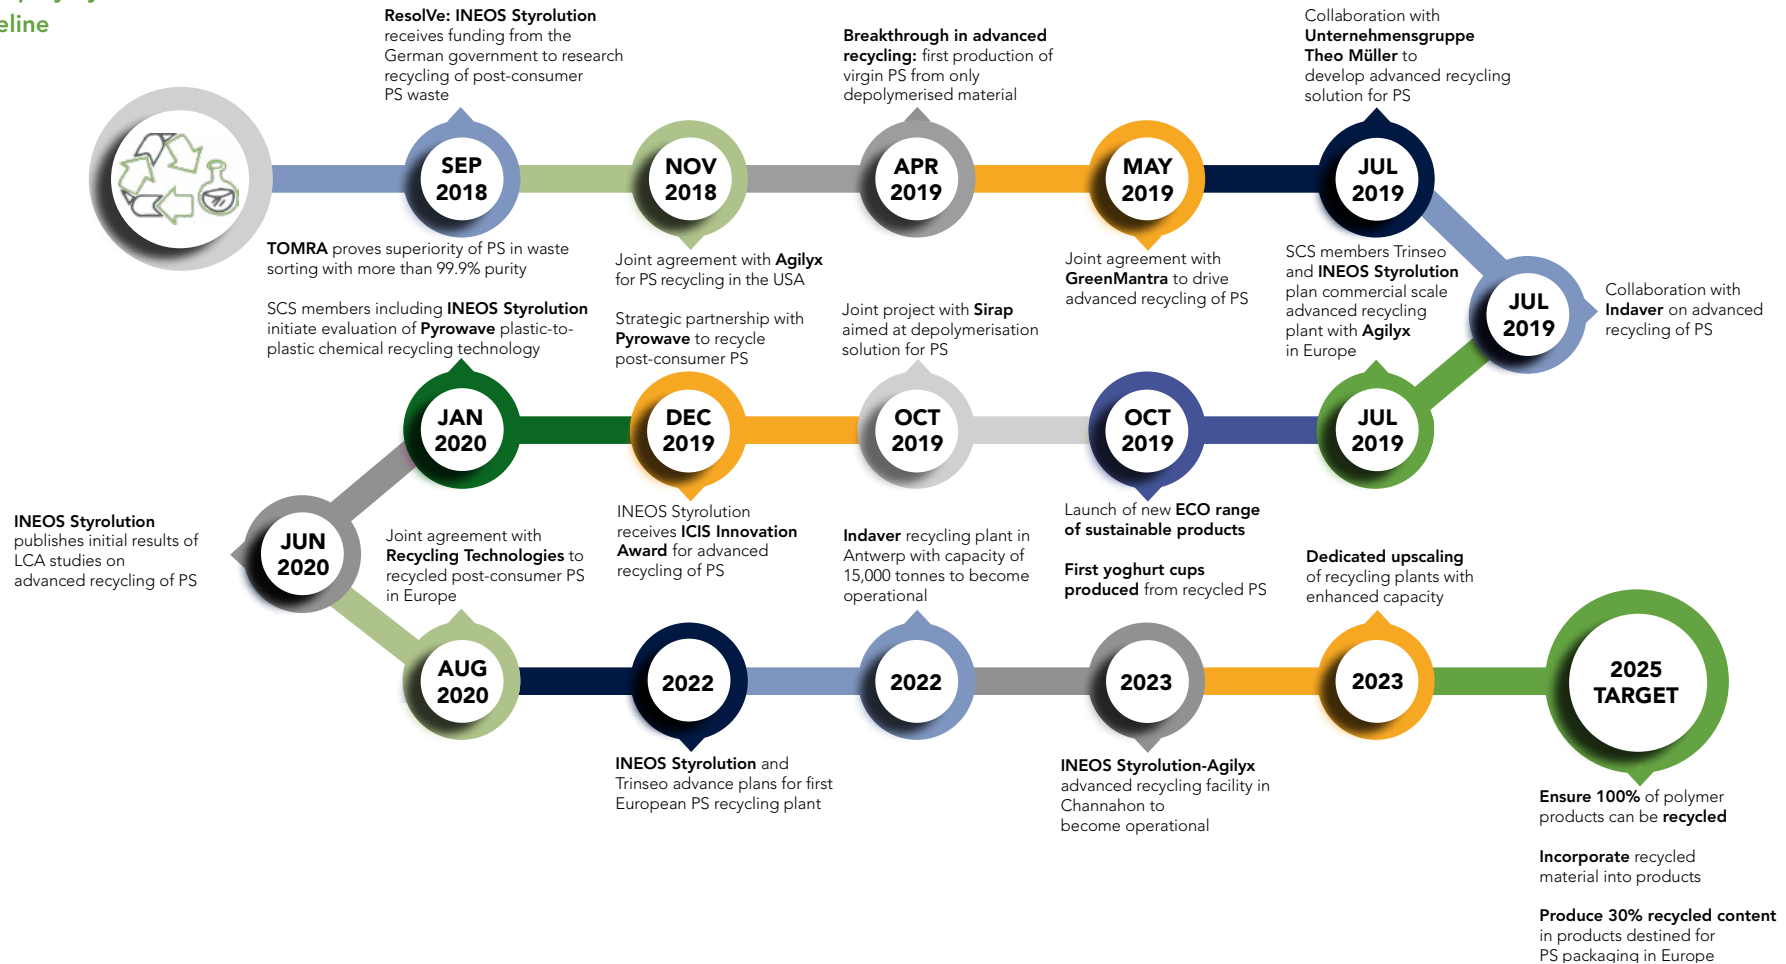 eline
ResolVe: INEOS Styrolution
receives funding from the
German government to research
recycling of post-consumer
PS waste
SEP
2018
NOV
2018
Joint agreement with Agilyx
for PS recycling in the USA
Breakthrough in advanced
recycling: first production of
virgin PS from only
depolymerised material
APR
2019
MAY
2019
Joint agreement with
GreenMantra to drive
advanced recycling of PS
Collaboration with
Unternehmensgruppe
Theo Müller to
develop advanced recycling
solution for PS
JUL
2019
JUL
2019
Collaboration with
Indaver on advanced
recycling of PS
SCS members Trinseo
and INEOS Styrolution
plan commercial scale
advanced recycling
plant with Agilyx
in Europe
JUL
2019
OCT
2019
Launch of new ECO range
of sustainable products
First yoghurt cups
produced from recycled PS
Joint project with Sirap
aimed at depolymerisation
solution for PS
OCT
2019
Strategic partnership with
Pyrowave to recycle
post-consumer PS
DEC
2019
INEOS Styrolution
receives ICIS Innovation
Award for advanced
recycling of PS
TOMRA proves superiority of PS in waste
sorting with more than 99.9% purity
SCS members including INEOS Styrolution
initiate evaluation of Pyrowave plastic-to-
plastic chemical recycling technology
JAN
2020
INEOS Styrolution
publishes initial results of
LCA studies on
advanced recycling of PS
JUN
2020
Joint agreement with
Recycling Technologies to
recycled post-consumer PS
in Europe
AUG
2020
2022
INEOS Styrolution and
Trinseo advance plans for first
European PS recycling plant
Indaver recycling plant in
Antwerp with capacity of
15,000 tonnes to become
operational
2022
2023
INEOS Styrolution-Agilyx
advanced recycling facility in
Channahon to
become operational
Dedicated upscaling
of recycling plants with
enhanced capacity
2023
2025
TARGET
Ensure 100% of polymer
products can be recycled
Incorporate recycled
material into products
Produce 30% recycled content
in products destined for
PS packaging in Europe